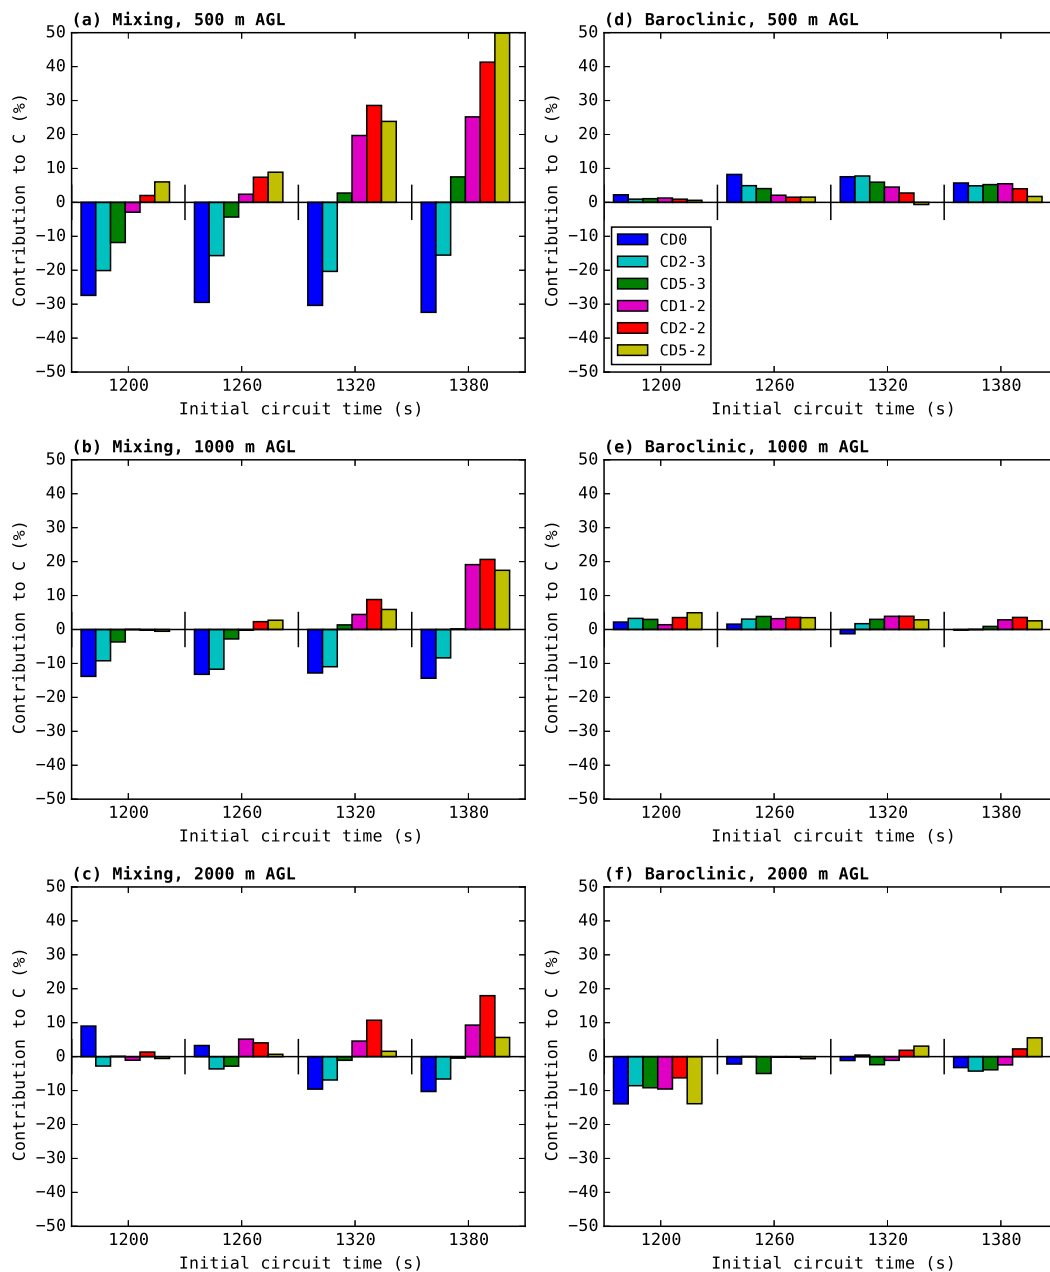 (a) Mixing, 500 m AGL
50
40
30
20
10
0
−10
−20
−30
−40
−50
Contribution to C (%)
1200 1260 1320 1380
Initial circuit time (s)
(d) Baroclinic, 500 m AGL
50
40
30
20
10
0
−10
−20
−30
−40
−50
Contribution to C (%)
CD0
CD2-3
CD5-3
CD1-2
CD2-2
CD5-2
1200 1260 1320 1380
Initial circuit time (s)
(b) Mixing, 1000 m AGL
50
40
30
20
10
0
−10
−20
−30
−40
−50
Contribution to C (%)
1200 1260 1320 1380
Initial circuit time (s)
(e) Baroclinic, 1000 m AGL
50
40
30
20
10
0
−10
−20
−30
−40
−50
Contribution to C (%)
1200 1260 1320 1380
Initial circuit time (s)
(c) Mixing, 2000 m AGL
50
40
30
20
10
0
−10
−20
−30
−40
−50
Contribution to C (%)
1200 1260 1320 1380
Initial circuit time (s)
(f) Baroclinic, 2000 m AGL
50
40
30
20
10
0
−10
−20
−30
−40
−50
Contribution to C (%)
1200 1260 1320 1380
Initial circuit time (s)